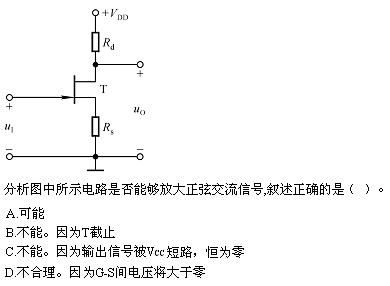 +V_DD
R_d
+
T
+
u_O
u_I
R_s
−
−
分析图中所示电路是否能够放大正弦交流信号,叙述正确的是（ ）。
A.可能
B.不能。因为T截止
C.不能。因为输出信号被Vcc短路，恒为零
D.不合理。因为G-S间电压将大于零